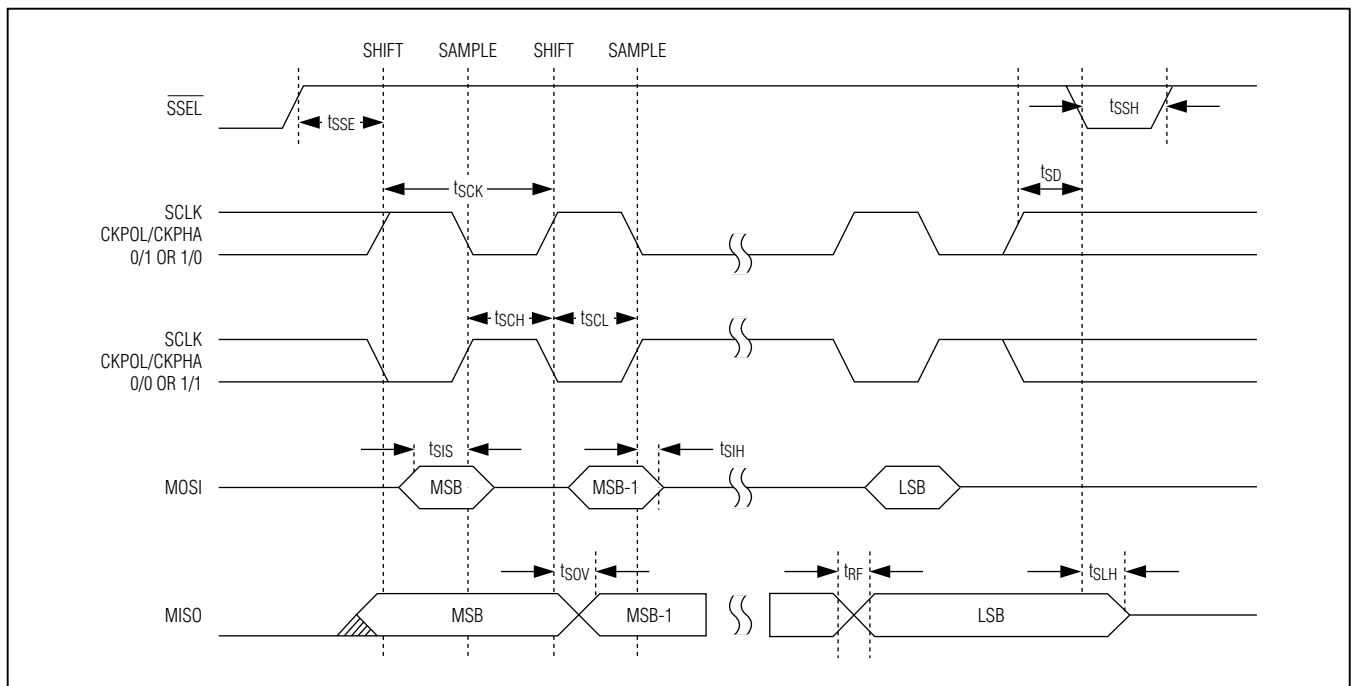 SHIFT SAMPLE SHIFT SAMPLE
SSEL
tSSE
tSSH
tSCK
tSD
SCLK
CKPOL/CKPHA
0/1 OR 1/0
tSCH
tSCL
SCLK
CKPOL/CKPHA
0/0 OR 1/1
tSIS
tSIH
MOSI
MSB
MSB-1
LSB
tSOV
tRF
tSLH
MISO
MSB
MSB-1
LSB